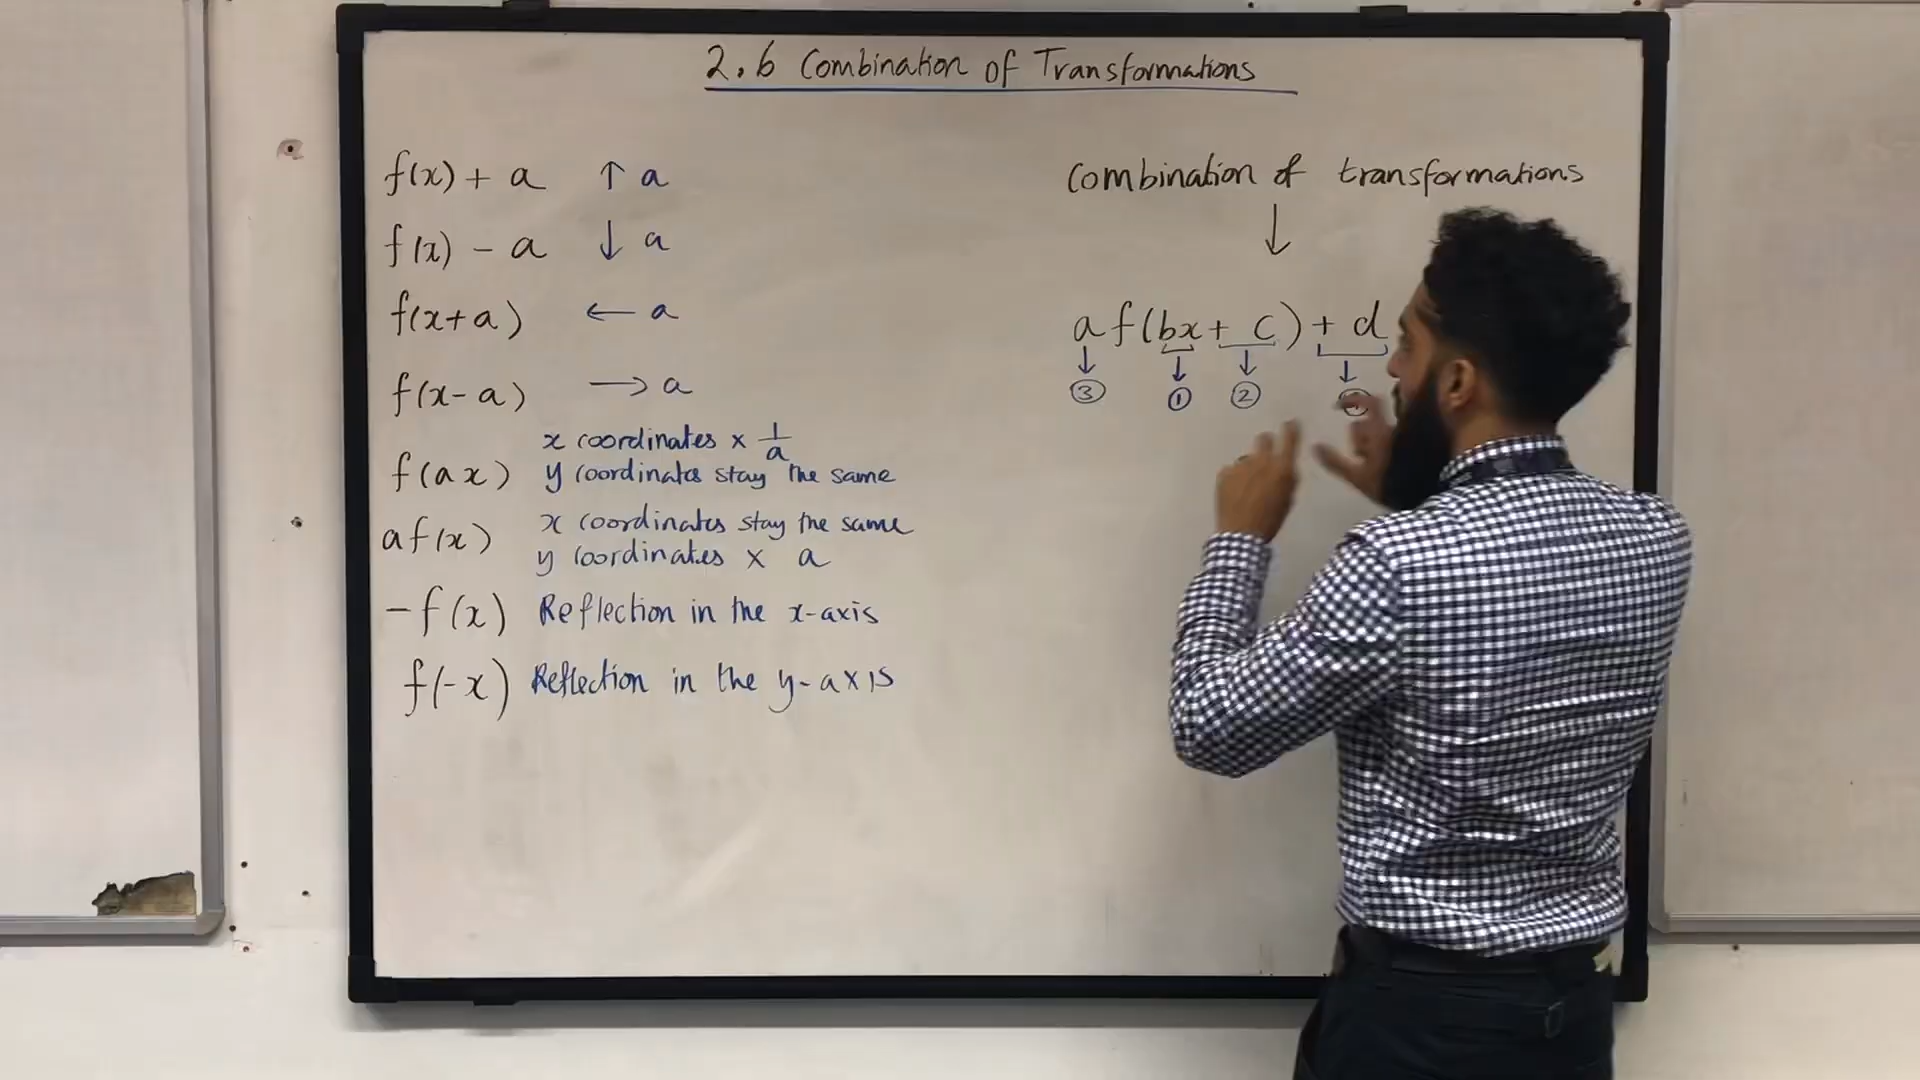 2.6 Combination of Transformations
f(x) + a ↑ a
f(x) - a ↓ a
f(x+a) ← a
f(x-a) → a
f(ax) x coordinates × 1/a
y coordinates stay the same
af(x) x coordinates stay the same
y coordinates × a
-f(x) Reflection in the x-axis
f(-x) Reflection in the y-axis
Combination of transformations
↓
a f(bx + c) + d
↓ ↓ ↓ ↓
③ ① ②